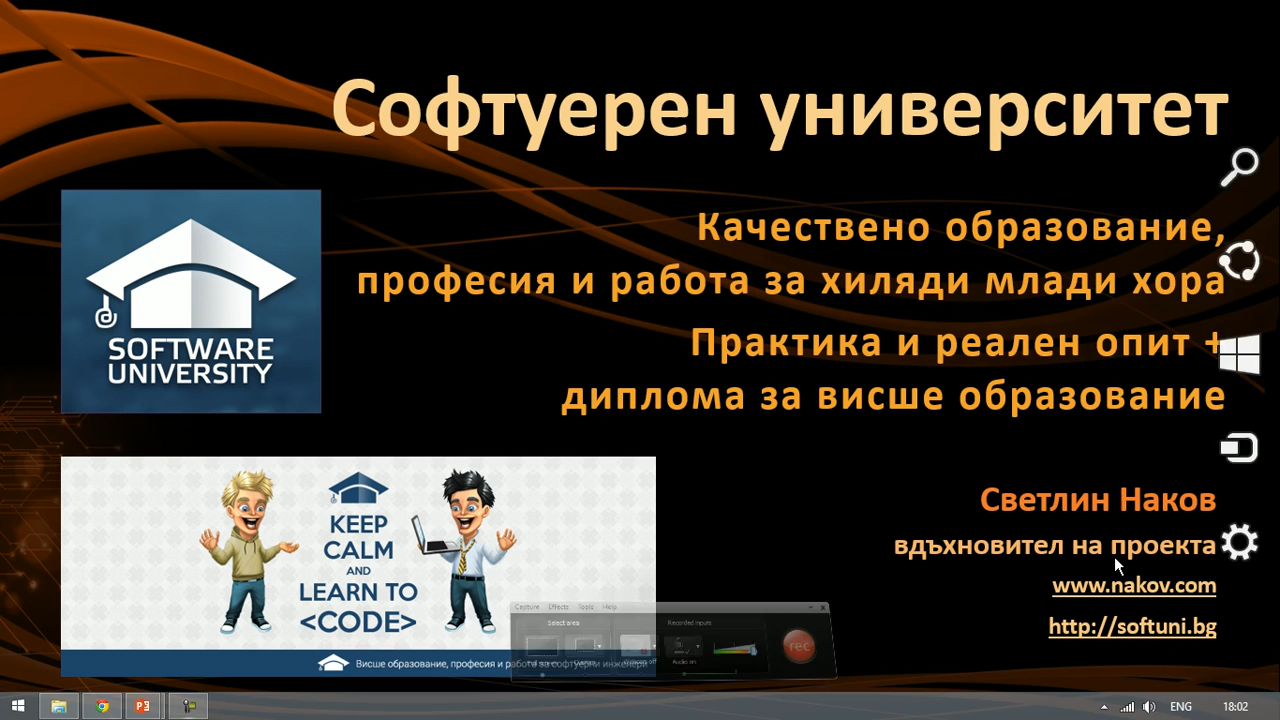 Софтуерен университет
Качествено образование,
професия и работа за хиляди млади хора
Практика и реален опит +
диплома за висше образование
SOFTWARE
UNIVERSITY
KEEP
CALM
AND
LEARN TO
<CODE>
Висше образование, професия и работа за софтуерни инженери
Светлин Наков
вдъхновител на проекта
www.nakov.com
http://softuni.bg
Capture Effects Tools Help
Select area
Recorded inputs
Audio on
rec
ENG
18:02